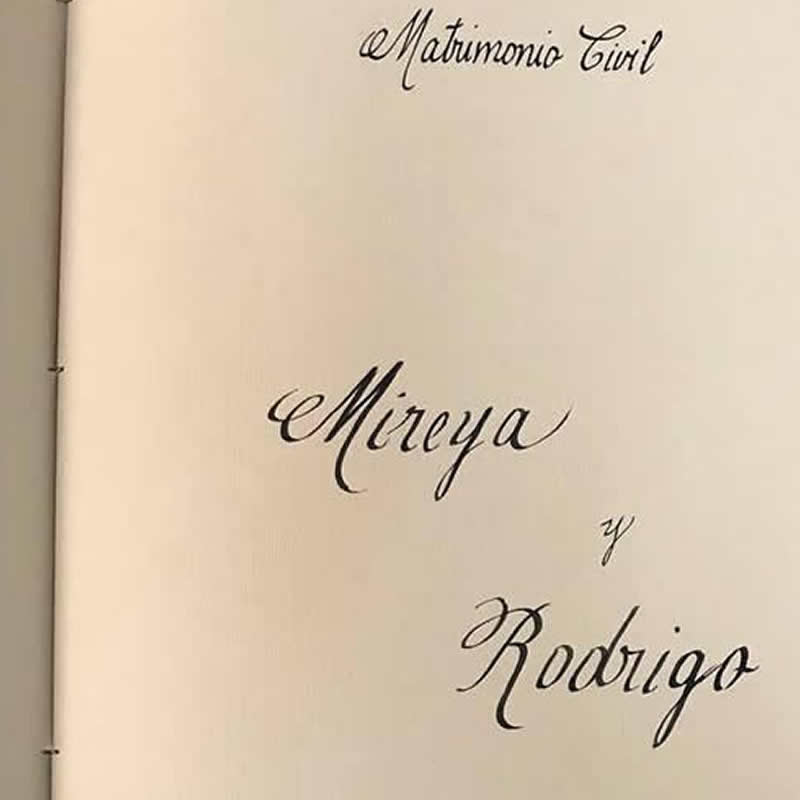 Matrimonio Civil
Mireya
y
Rodrigo